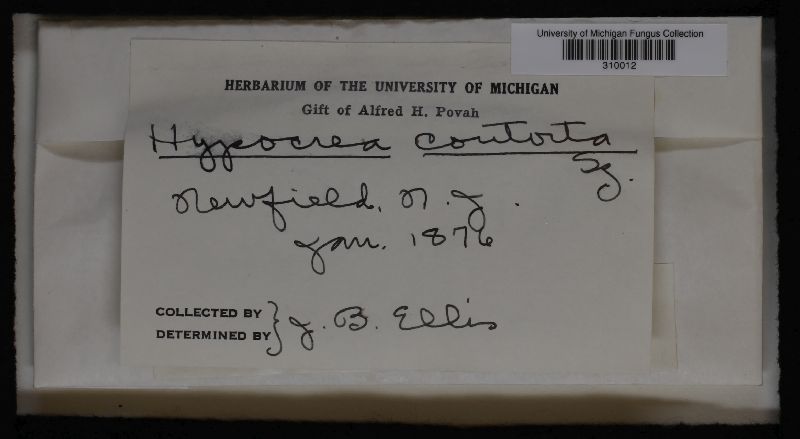 University of Michigan Fungus Collection
310012
HERBARIUM OF THE UNIVERSITY OF MICHIGAN
Gift of Alfred H. Povah
Hypocrea contorta
Sz.
Newfield, N. J.
Jan. 1876
COLLECTED BY
DETERMINED BY } J. B. Ellis